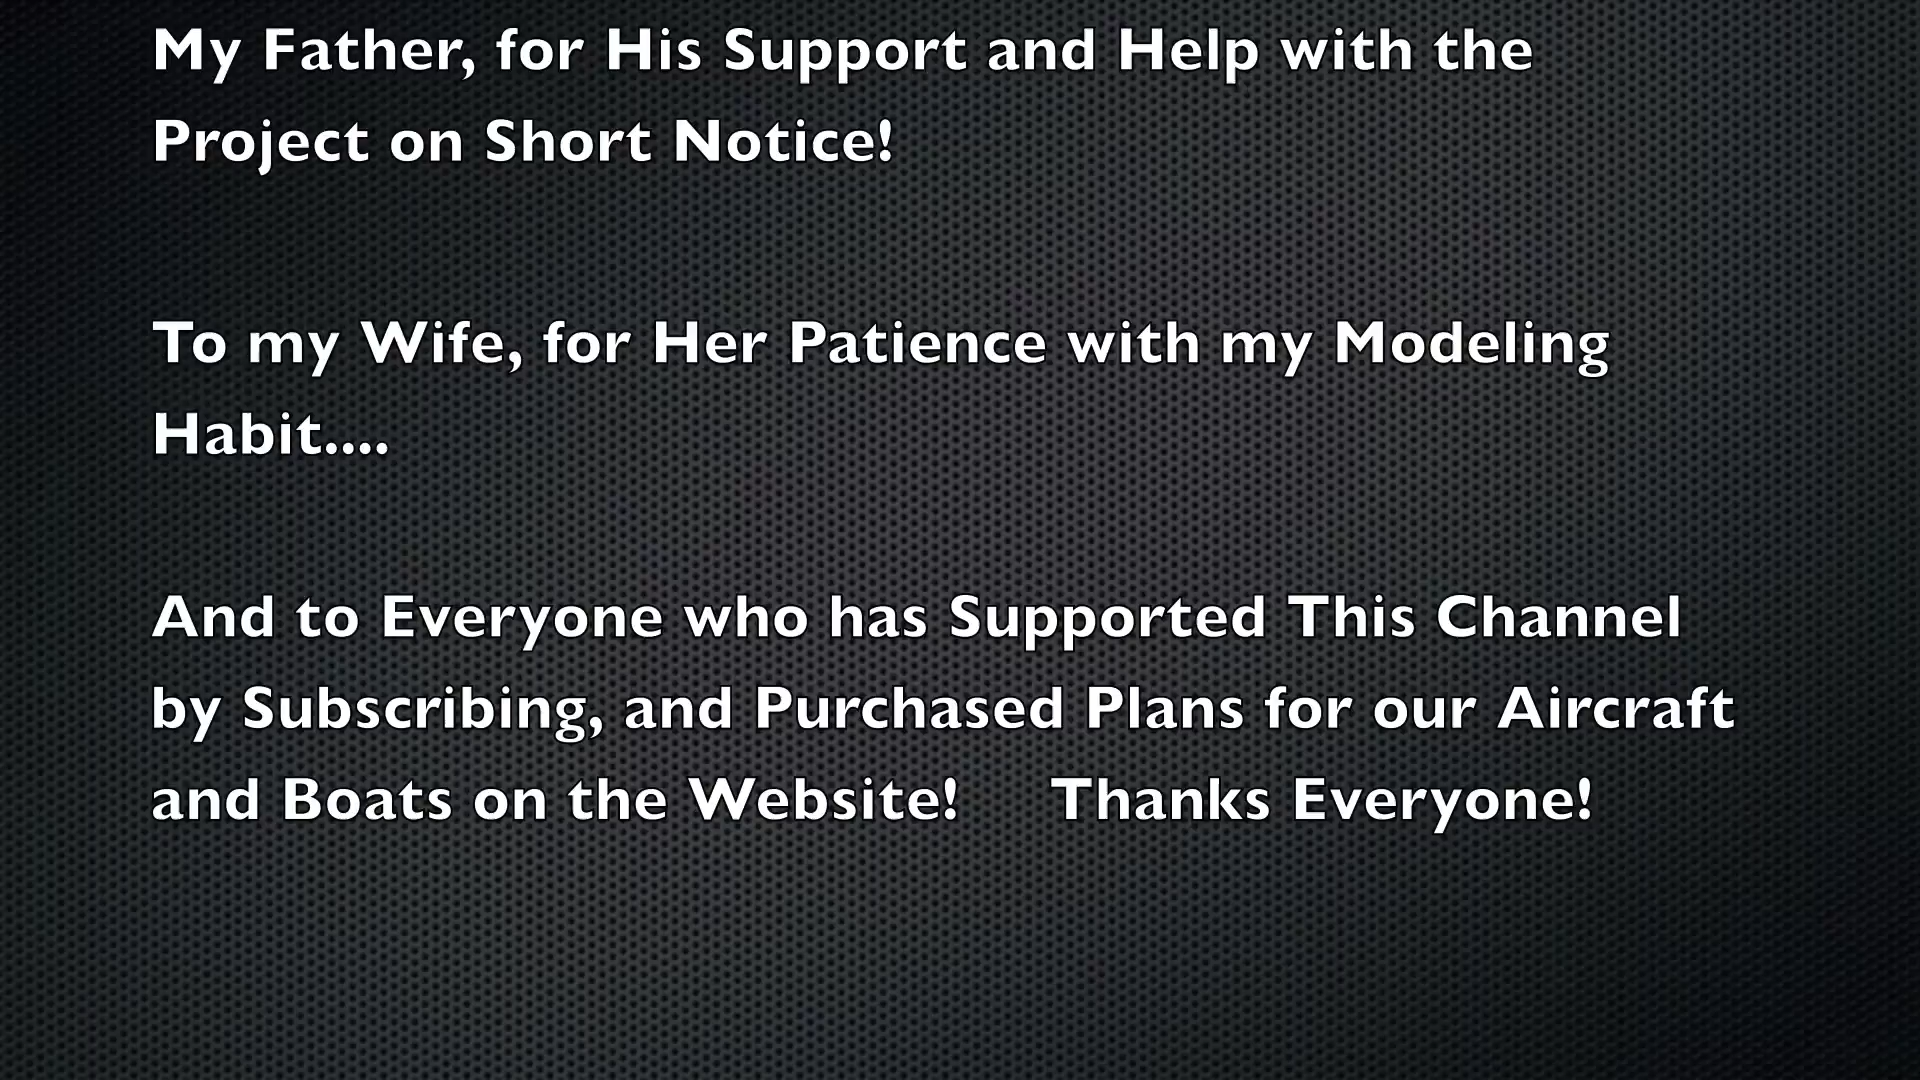 My Father, for His Support and Help with the
Project on Short Notice!
To my Wife, for Her Patience with my Modeling
Habit....
And to Everyone who has Supported This Channel
by Subscribing, and Purchased Plans for our Aircraft
and Boats on the Website!     Thanks Everyone!